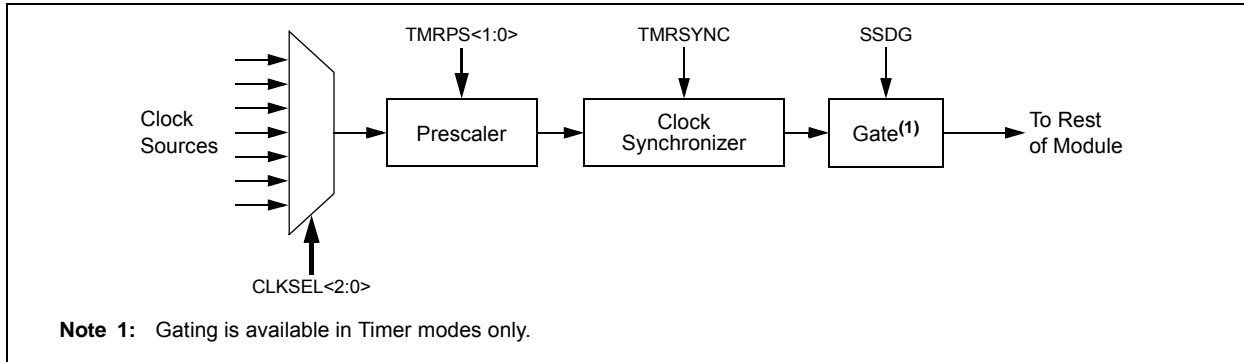 TMRPS<1:0>
TMRSYNC
SSDG
Clock
Sources
Prescaler
Clock
Synchronizer
Gate(1)
To Rest
of Module
CLKSEL<2:0>
Note 1: Gating is available in Timer modes only.